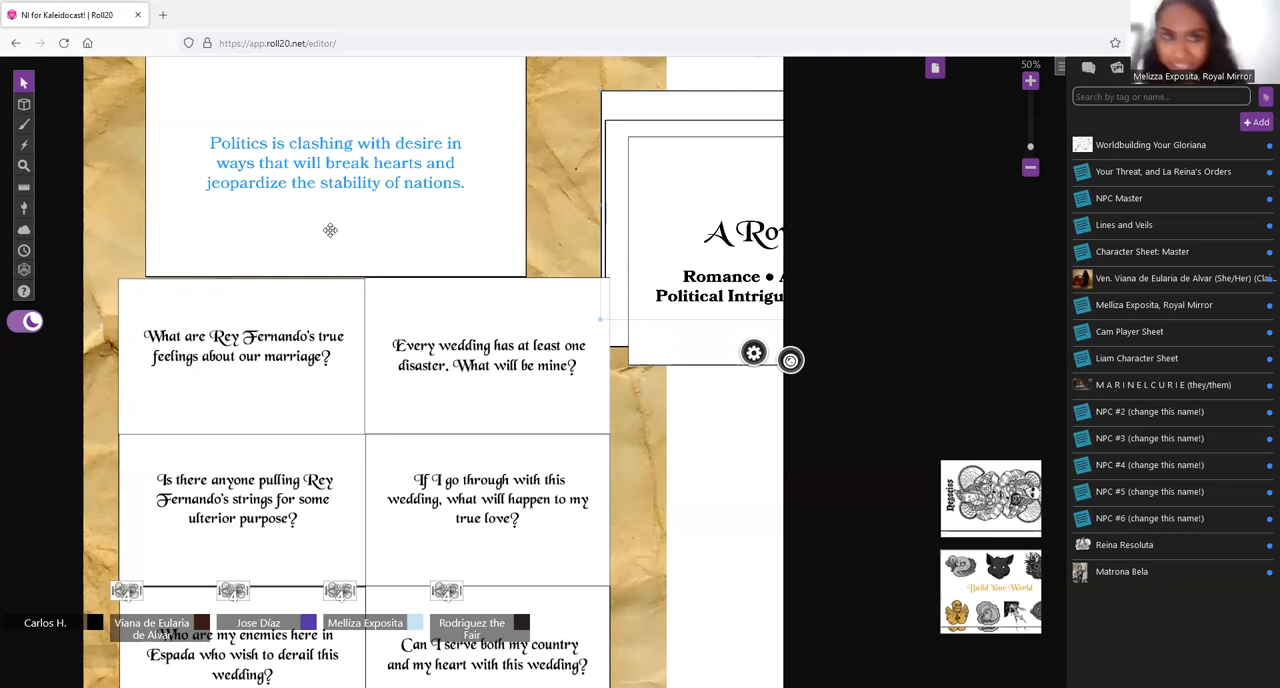 NI for Kaleidocast! | Roll20
https://app.roll20.net/editor/
Melizza Exposita, Royal Mirror
50%
Search by tag or name...
+ Add
Politics is clashing with desire in
ways that will break hearts and
jeopardize the stability of nations.
A Ro
Romance ● A
Political Intrigu
What are Rey Fernando's true
feelings about our marriage?
Every wedding has at least one
disaster. What will be mine?
Is there anyone pulling Rey
Fernando's strings for some
ulterior purpose?
If I go through with this
wedding, what will happen to my
true love?
Who are my enemies here in
Espada who wish to derail this
wedding?
Can I serve both my country
and my heart with this wedding?
Carlos H.
Viana de Eularia
de Alvar
Jose Díaz
Melliza Exposita
Rodriguez the
Fair
Negocios
Build Your World
Worldbuilding Your Gloriana
Your Threat, and La Reina's Orders
NPC Master
Lines and Veils
Character Sheet: Master
Ven. Viana de Eularia de Alvar (She/Her) (Cla...
Melliza Exposita, Royal Mirror
Cam Player Sheet
Liam Character Sheet
M A R I N E L C U R I E (they/them)
NPC #2 (change this name!)
NPC #3 (change this name!)
NPC #4 (change this name!)
NPC #5 (change this name!)
NPC #6 (change this name!)
Reina Resoluta
Matrona Bela